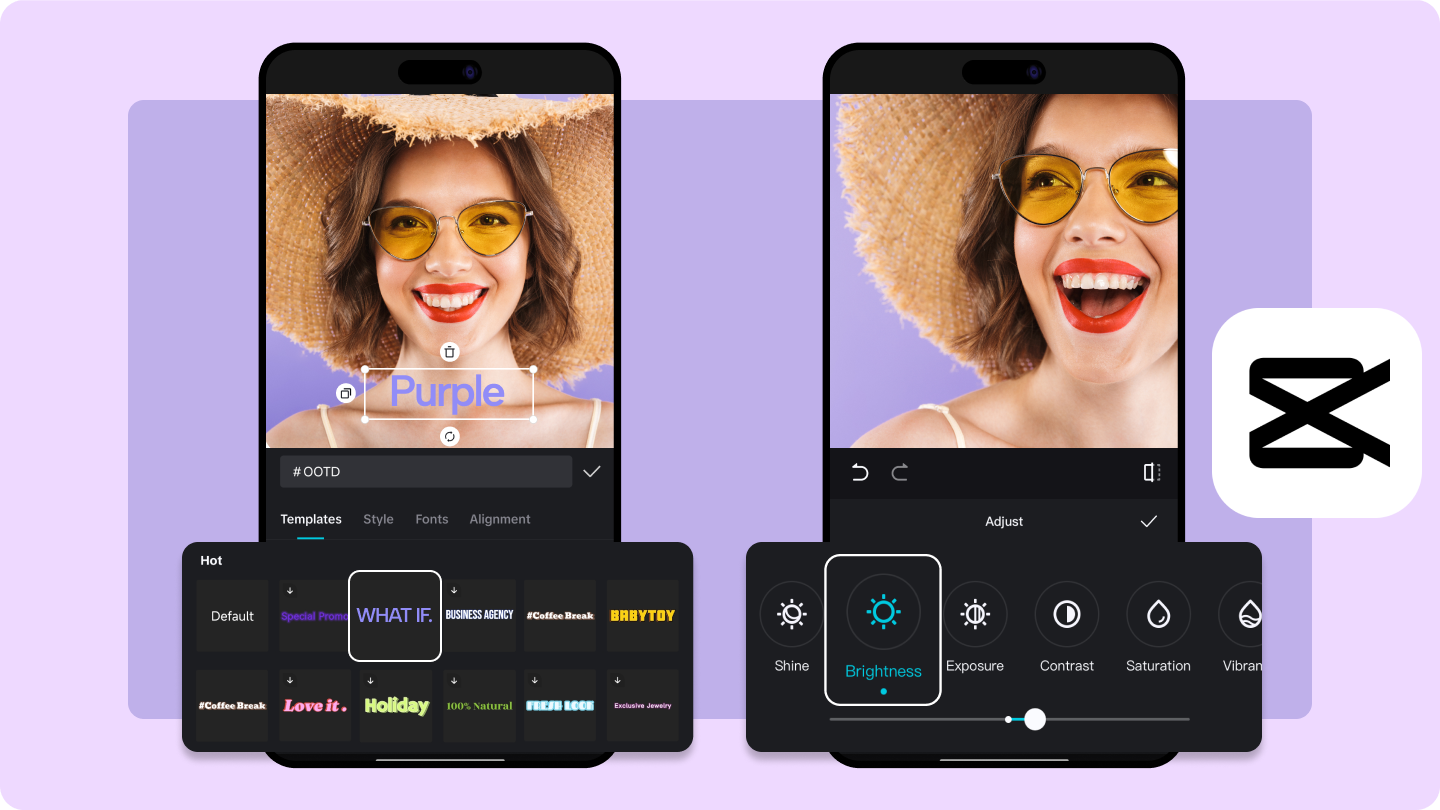 Purple
#OOTD
Templates Style Fonts Alignment
Hot
Default
Special Promo
WHAT IF.
BUSINESS AGENCY
#Coffee Break
BABYTOY
#Coffee Break
Love it .
Holiday
100% Natural
FRESH LOOK
Exclusive Jewelry
Adjust
Shine
Brightness
Exposure
Contrast
Saturation
Vibran